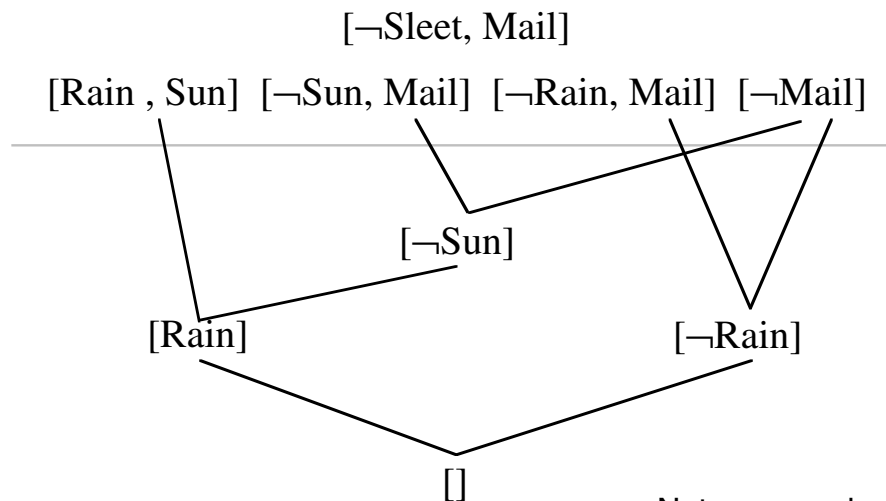 [¬Sleet, Mail]
[Rain , Sun] [¬Sun, Mail] [¬Rain, Mail] [¬Mail]
[¬Sun]
[Rain] [¬Rain]
[]